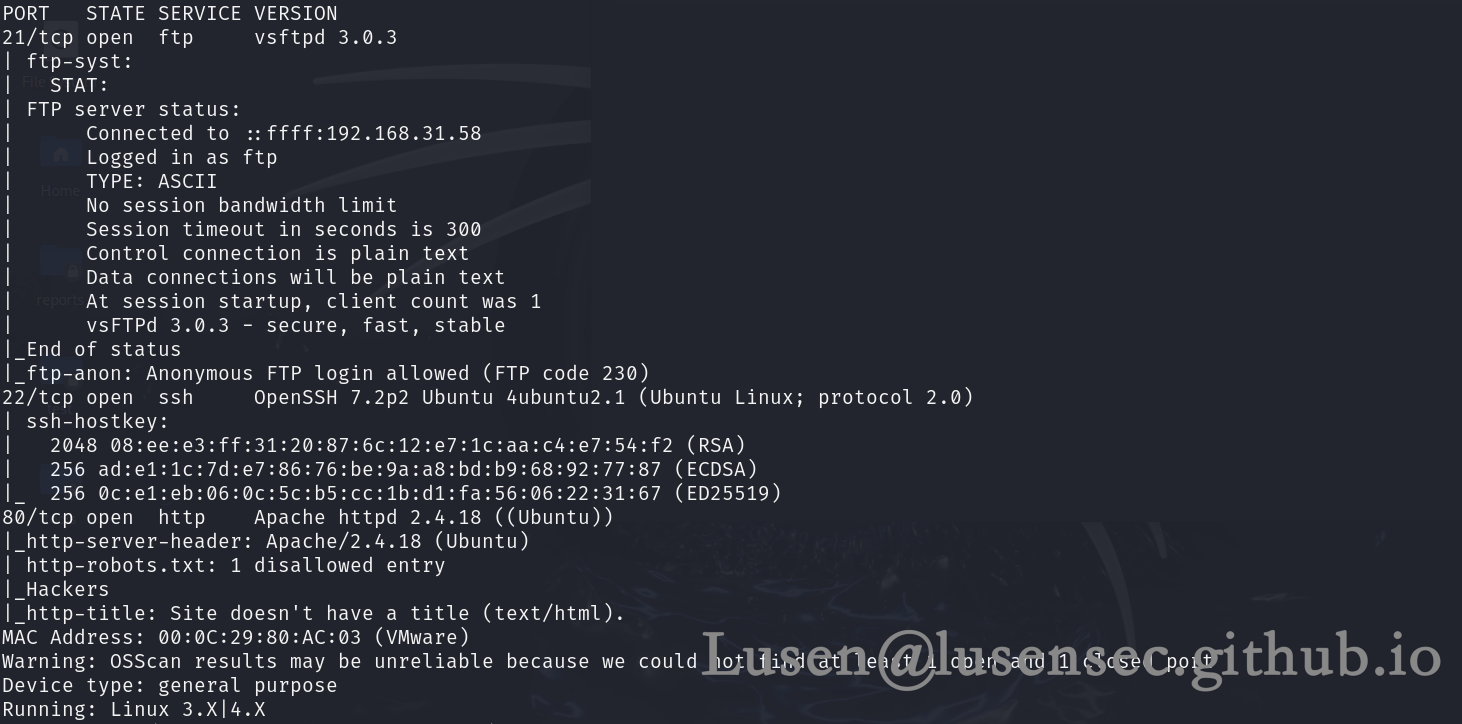 PORT   STATE SERVICE VERSION
21/tcp open  ftp     vsftpd 3.0.3
| ftp-syst:
|   STAT:
| FTP server status:
|      Connected to ::ffff:192.168.31.58
|      Logged in as ftp
|      TYPE: ASCII
|      No session bandwidth limit
|      Session timeout in seconds is 300
|      Control connection is plain text
|      Data connections will be plain text
|      At session startup, client count was 1
|      vsFTPd 3.0.3 - secure, fast, stable
|_End of status
|_ftp-anon: Anonymous FTP login allowed (FTP code 230)
22/tcp open  ssh     OpenSSH 7.2p2 Ubuntu 4ubuntu2.1 (Ubuntu Linux; protocol 2.0)
| ssh-hostkey:
|   2048 08:ee:e3:ff:31:20:87:6c:12:e7:1c:aa:c4:e7:54:f2 (RSA)
|   256 ad:e1:1c:7d:e7:86:76:be:9a:a8:bd:b9:68:92:77:87 (ECDSA)
|_  256 0c:e1:eb:06:0c:5c:b5:cc:1b:d1:fa:56:06:22:31:67 (ED25519)
80/tcp open  http    Apache httpd 2.4.18 ((Ubuntu))
|_http-server-header: Apache/2.4.18 (Ubuntu)
| http-robots.txt: 1 disallowed entry
|_Hackers
|_http-title: Site doesn't have a title (text/html).
MAC Address: 00:0C:29:80:AC:03 (VMware)
Warning: OSScan results may be unreliable because we could not find at least 1 open and 1 closed port
Device type: general purpose
Running: Linux 3.X|4.X
Lusen@lusensec.github.io
Home
reports